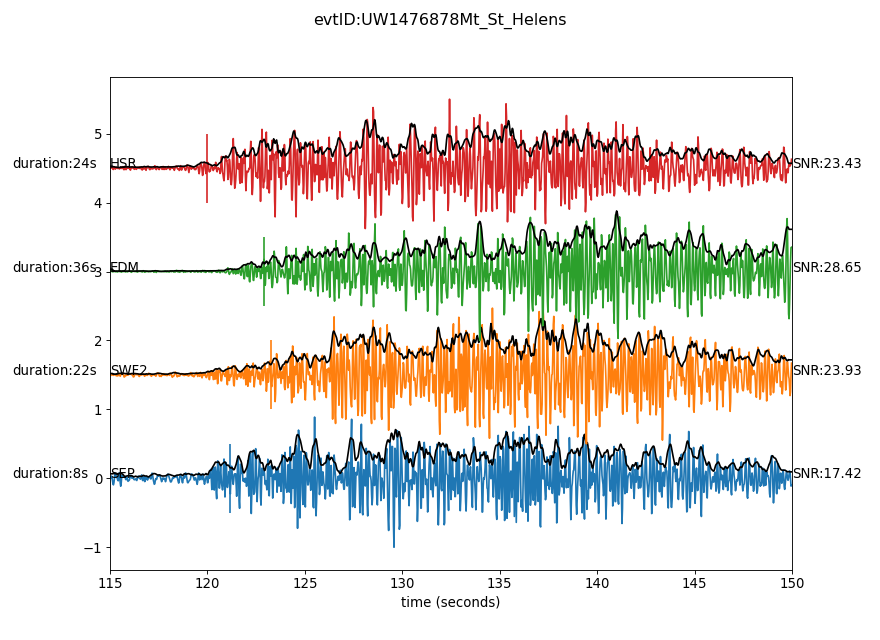 evtID:UW1476878Mt_St_Helens
5
duration:24s HSR SNR:23.43
4
duration:36s EDM SNR:28.65
3
2
duration:22s SWF2 SNR:23.93
1
duration:8s SEP SNR:17.42
0
−1
115 120 125 130 135 140 145 150
time (seconds)